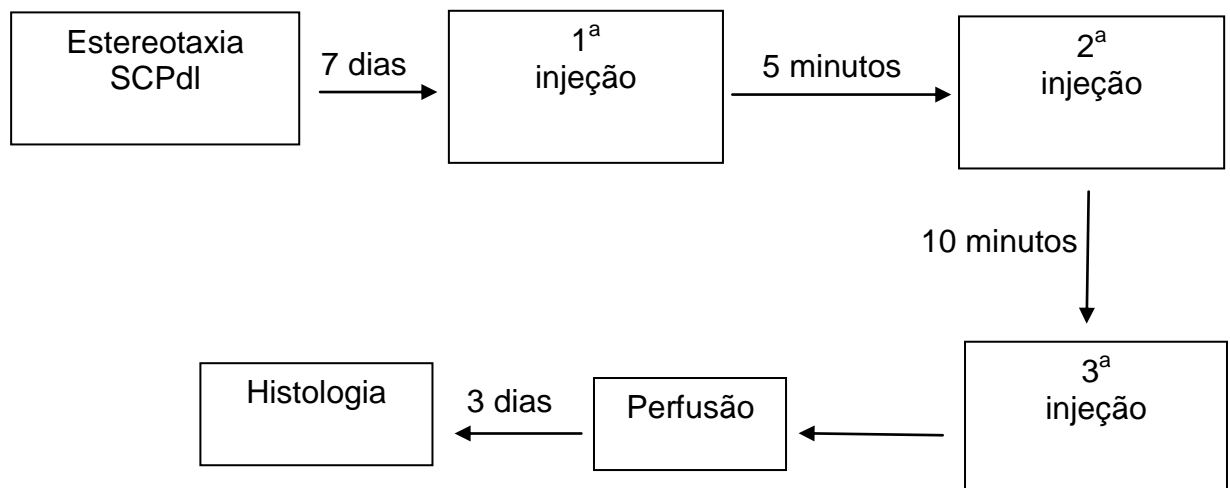 Estereotaxia
SCPdl
7 dias
1ª
injeção
5 minutos
2ª
injeção
10 minutos
3ª
injeção
Perfusão
3 dias
Histologia